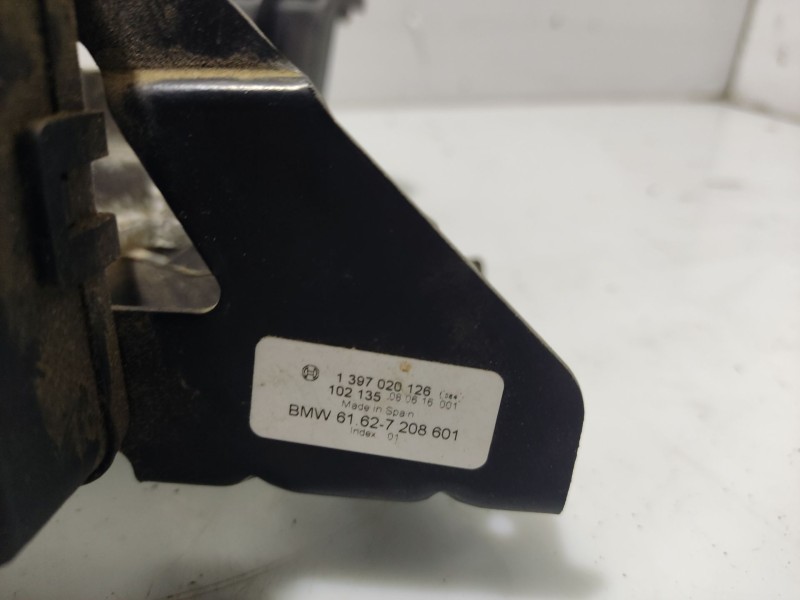 1 397 020 126
102 135 08 06 16 001
Made in Spain
BMW 61.62-7 208 601
Index 01